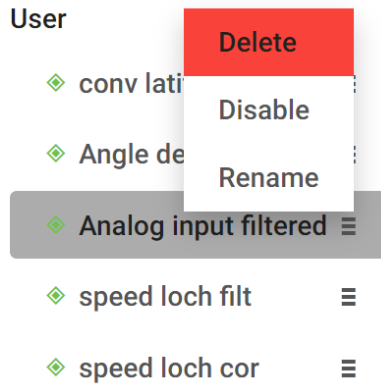 User
Delete
conv lati
Disable
Angle de
Rename
Analog input filtered
speed loch filt
speed loch cor